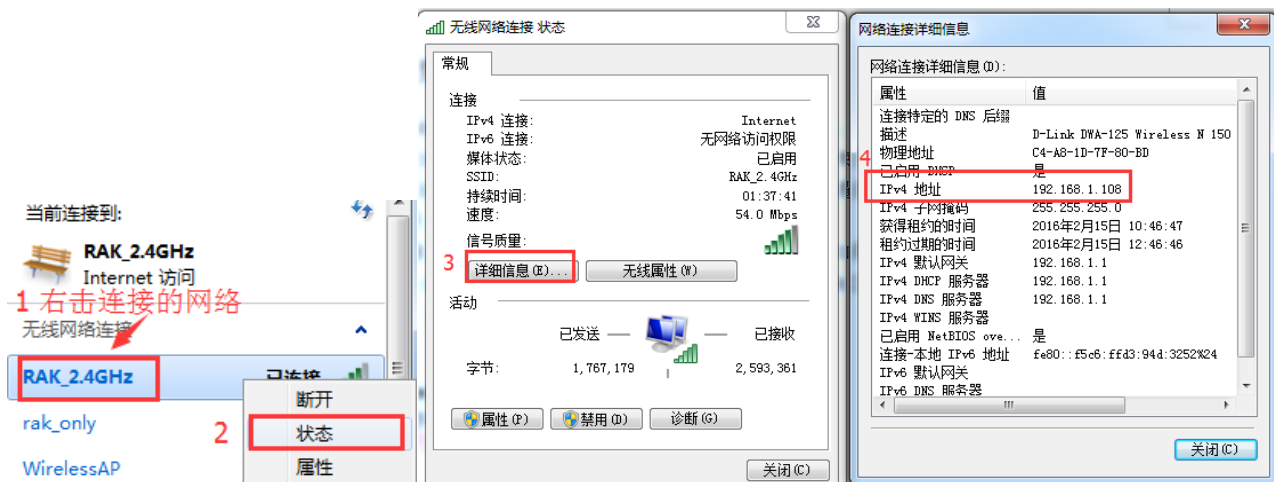 当前连接到:
RAK_2.4GHz
Internet 访问
1 右击连接的网络
无线网络连接
RAK_2.4GHz 已连接
断开
rak_only
2 状态
WirelessAP
属性
无线网络连接 状态
常规
连接
IPv4 连接: Internet
IPv6 连接: 无网络访问权限
媒体状态: 已启用
SSID: RAK_2.4GHz
持续时间: 01:37:41
速度: 54.0 Mbps
信号质量:
3 详细信息(E)... 无线属性(W)
活动
已发送 — — 已接收
字节: 1,767,179 2,593,361
属性(P) 禁用(D) 诊断(G)
关闭(C)
网络连接详细信息
网络连接详细信息(D):
属性 值
连接特定的 DNS 后缀
描述 D-Link DWA-125 Wireless N 150
物理地址 C4-A8-1D-7F-80-BD
4
已启用 DHCP 是
IPv4 地址 192.168.1.108
IPv4 子网掩码 255.255.255.0
获得租约的时间 2016年2月15日 10:46:47
租约过期的时间 2016年2月15日 12:46:46
IPv4 默认网关 192.168.1.1
IPv4 DHCP 服务器 192.168.1.1
IPv4 DNS 服务器 192.168.1.1
IPv4 WINS 服务器
已启用 NetBIOS ove... 是
连接-本地 IPv6 地址 fe80::f5c6:ffd3:94d:3252%24
IPv6 默认网关
IPv6 DNS 服务器
关闭(C)